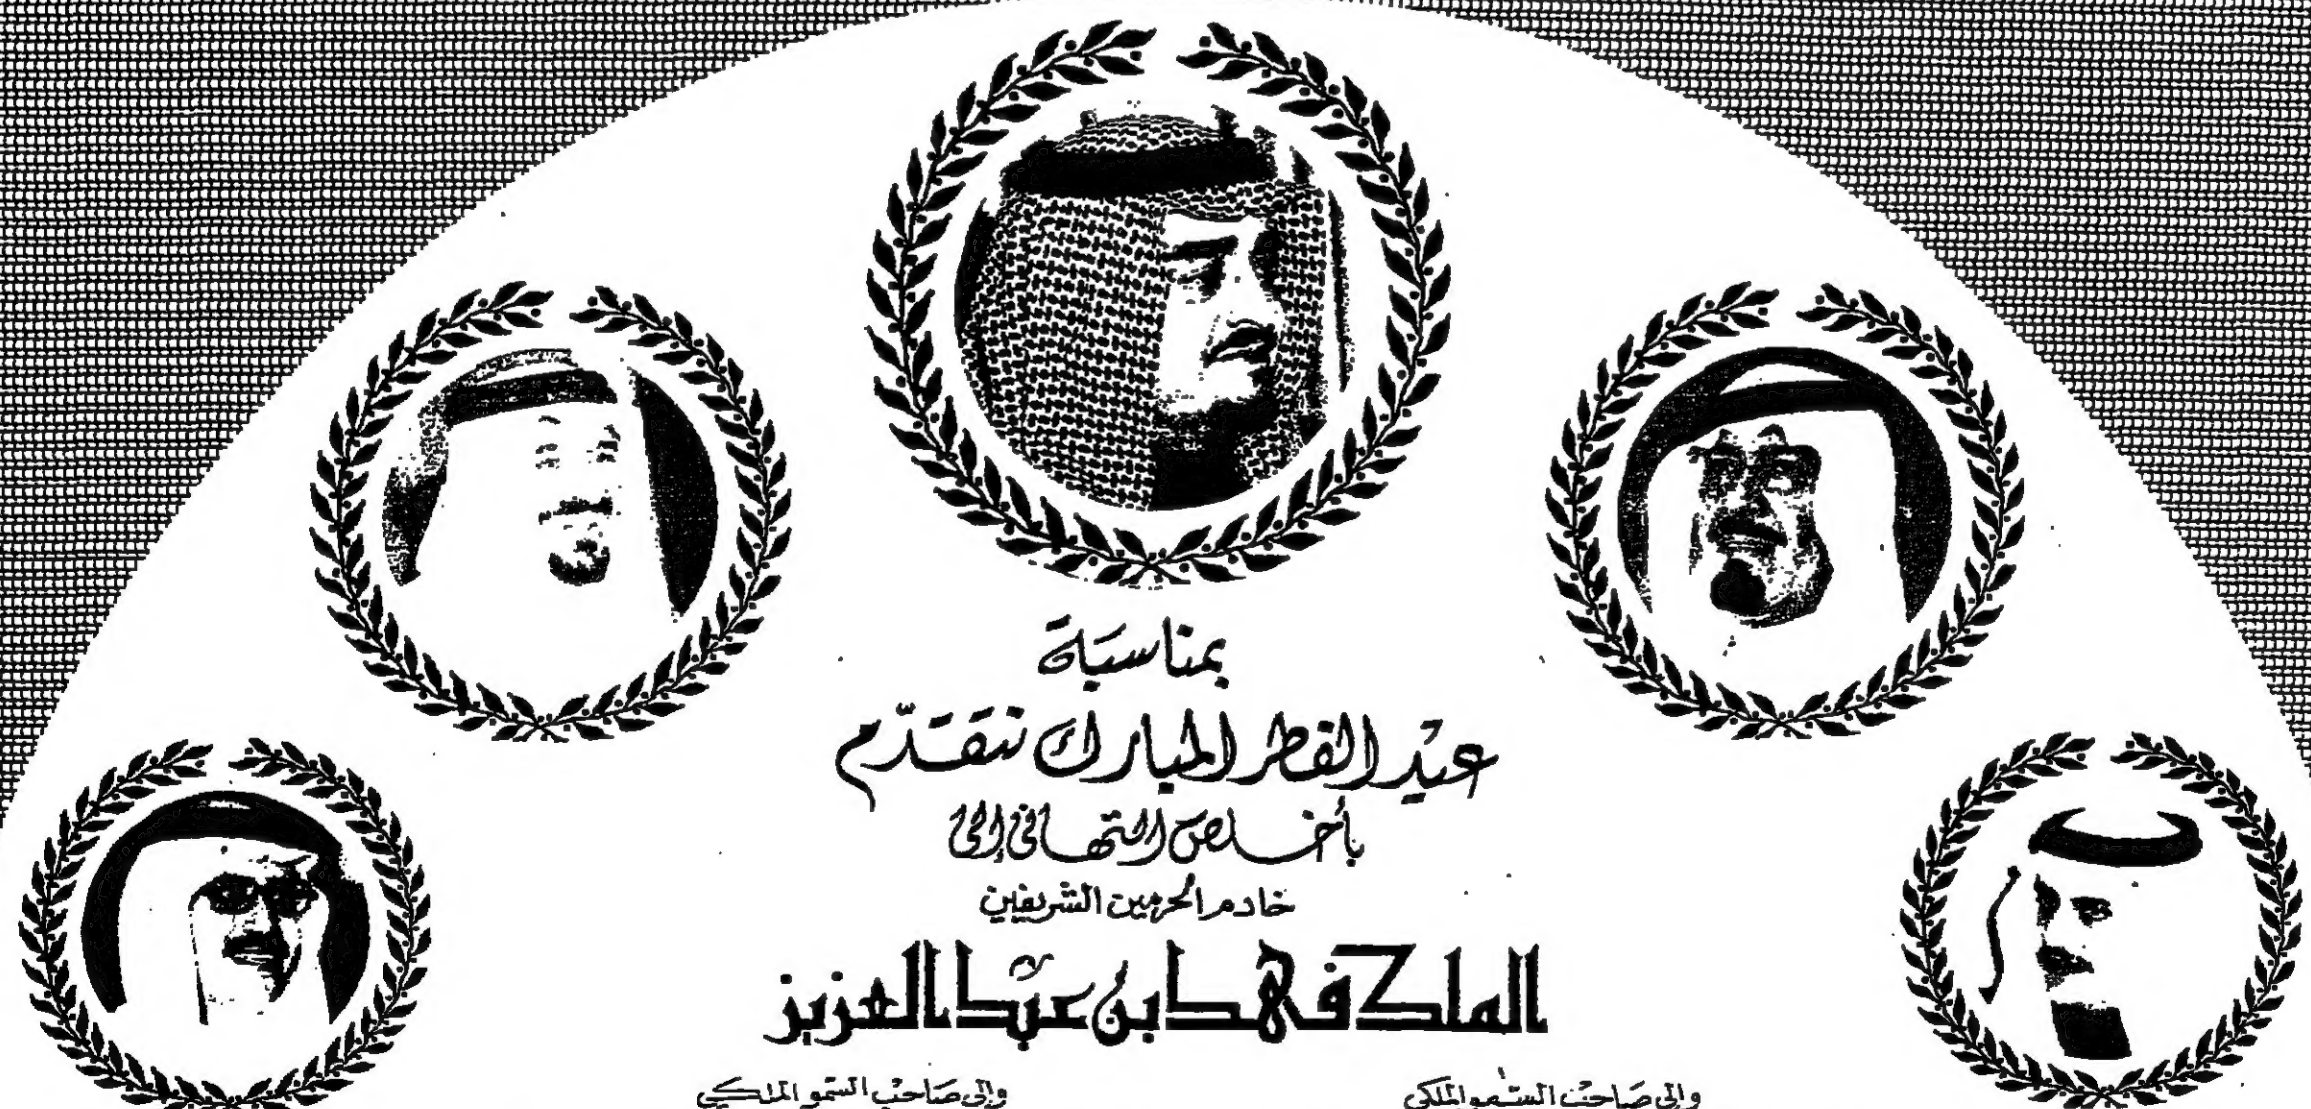 بمناسبة
عيد الفطر المبارك نتقدّم
بأخلص التهاني إلى
خادم الحرمين الشريفين
الملك فهد بن عبد العزيز
وإلى صاحب السمو الملكي
وإلى صاحب السمو الملكي